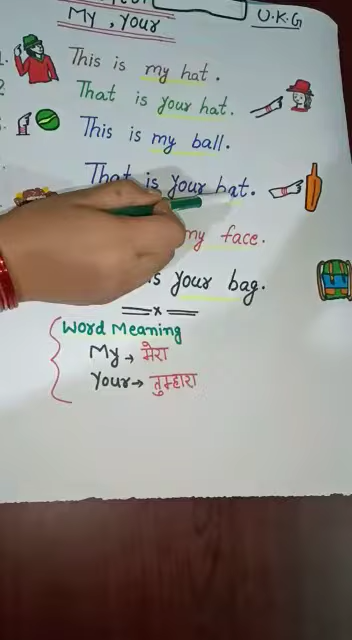 My, Your
U.K.G
This is my hat.
That is your hat.
This is my ball.
That is your bat.
my face.
is your bag.
x
Word Meaning
My → मेरा
Your → तुम्हारा